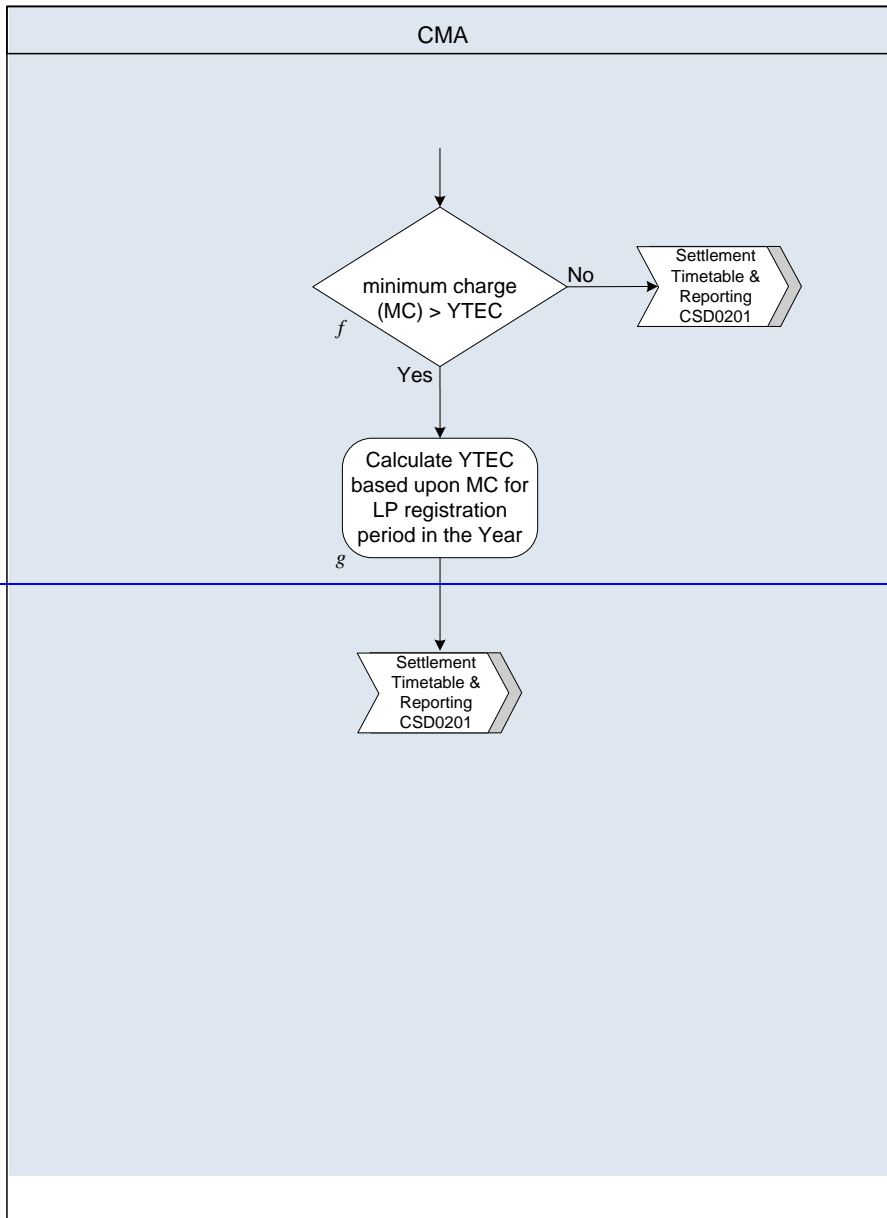 CMA
minimum charge
(MC) > YTEC
f
No
Settlement
Timetable &
Reporting
CSD0201
Yes
Calculate YTEC
based upon MC for
LP registration
period in the Year
g
Settlement
Timetable &
Reporting
CSD0201